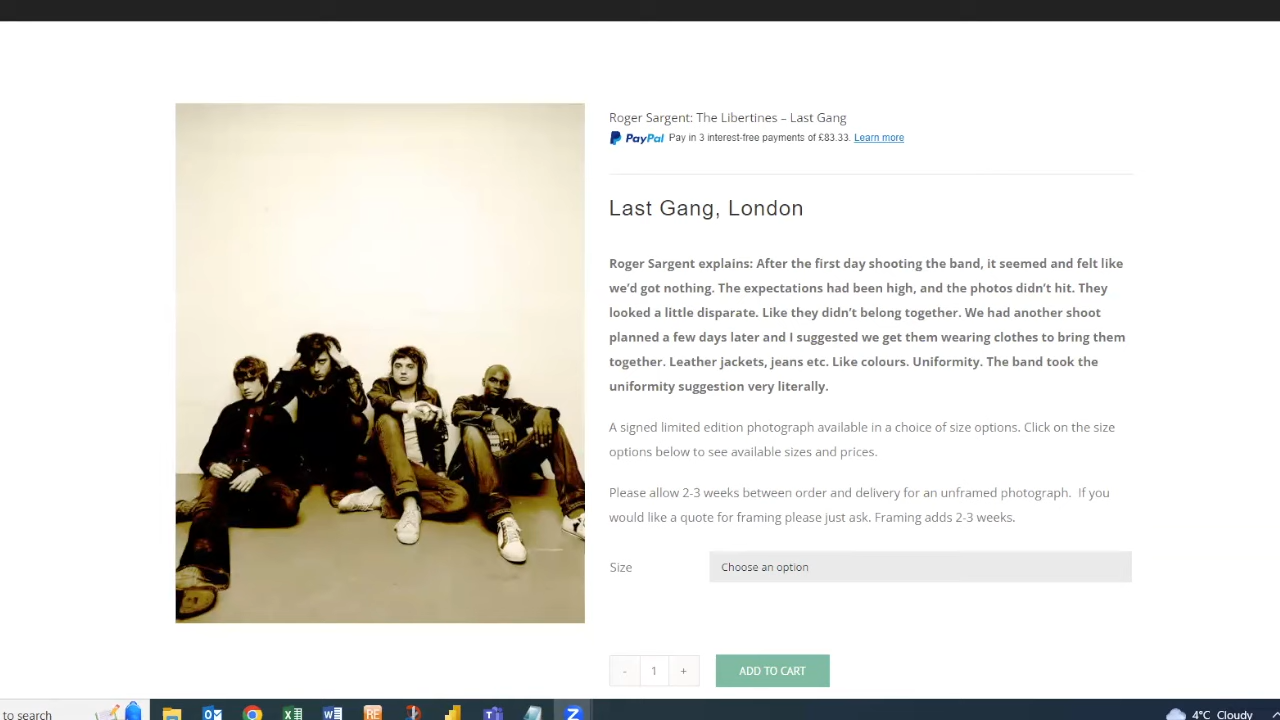 Roger Sargent: The Libertines – Last Gang
PayPal Pay in 3 interest-free payments of £83.33. Learn more
Last Gang, London
Roger Sargent explains: After the first day shooting the band, it seemed and felt like
we’d got nothing. The expectations had been high, and the photos didn’t hit. They
looked a little disparate. Like they didn’t belong together. We had another shoot
planned a few days later and I suggested we get them wearing clothes to bring them
together. Leather jackets, jeans etc. Like colours. Uniformity. The band took the
uniformity suggestion very literally.
A signed limited edition photograph available in a choice of size options. Click on the size
options below to see available sizes and prices.
Please allow 2-3 weeks between order and delivery for an unframed photograph.  If you
would like a quote for framing please just ask. Framing adds 2-3 weeks.
Size Choose an option
- 1 + ADD TO CART
to search 4°C Cloudy